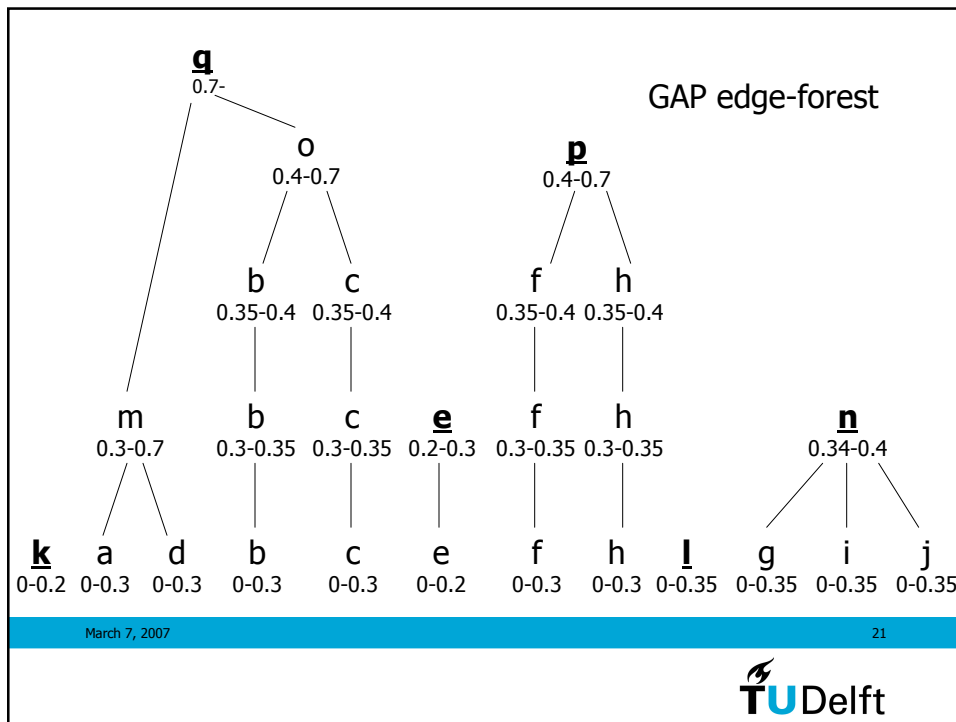 q
0.7-
GAP edge-forest
o
p
0.4-0.7
0.4-0.7
b c f h
0.35-0.4 0.35-0.4 0.35-0.4 0.35-0.4
m b c e f h n
0.3-0.7 0.3-0.35 0.3-0.35 0.2-0.3 0.3-0.35 0.3-0.35 0.34-0.4
k a d b c e f h l g i j
0-0.2 0-0.3 0-0.3 0-0.3 0-0.3 0-0.2 0-0.3 0-0.3 0-0.35 0-0.35 0-0.35 0-0.35
March 7, 2007 21
TUDelft